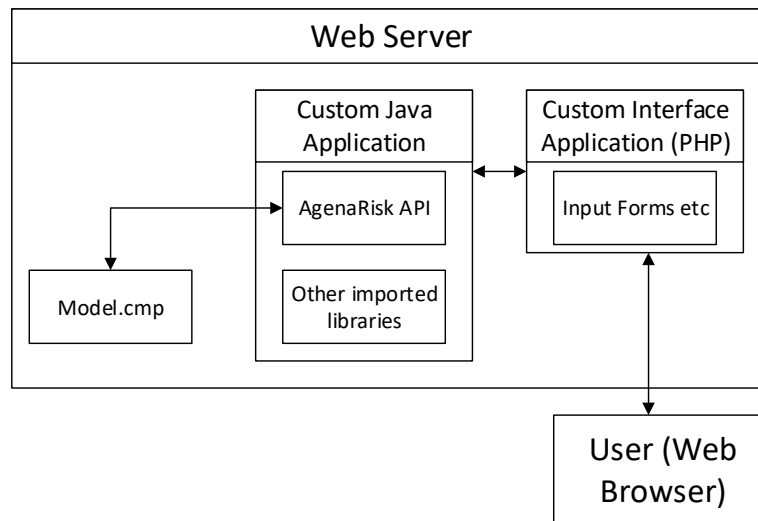 Web Server
Custom Java
Application
Custom Interface
Application (PHP)
AgenaRisk API
Input Forms etc
Model.cmp
Other imported
libraries
User (Web
Browser)